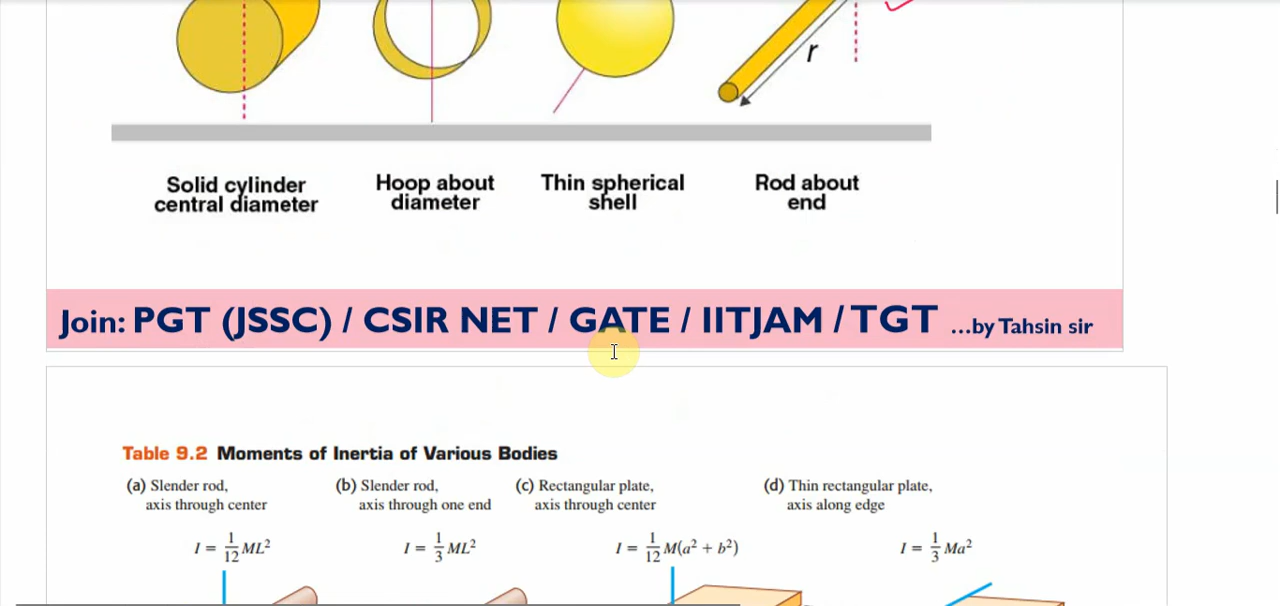 r
Solid cylinder central diameter
Hoop about diameter
Thin spherical shell
Rod about end
Join: PGT (JSSC) / CSIR NET / GATE / IITJAM / TGT ...by Tahsin sir
Table 9.2 Moments of Inertia of Various Bodies
(a) Slender rod, axis through center
(b) Slender rod, axis through one end
(c) Rectangular plate, axis through center
(d) Thin rectangular plate, axis along edge
I = 1/12 ML²
I = 1/3 ML²
I = 1/12 M(a² + b²)
I = 1/3 Ma²